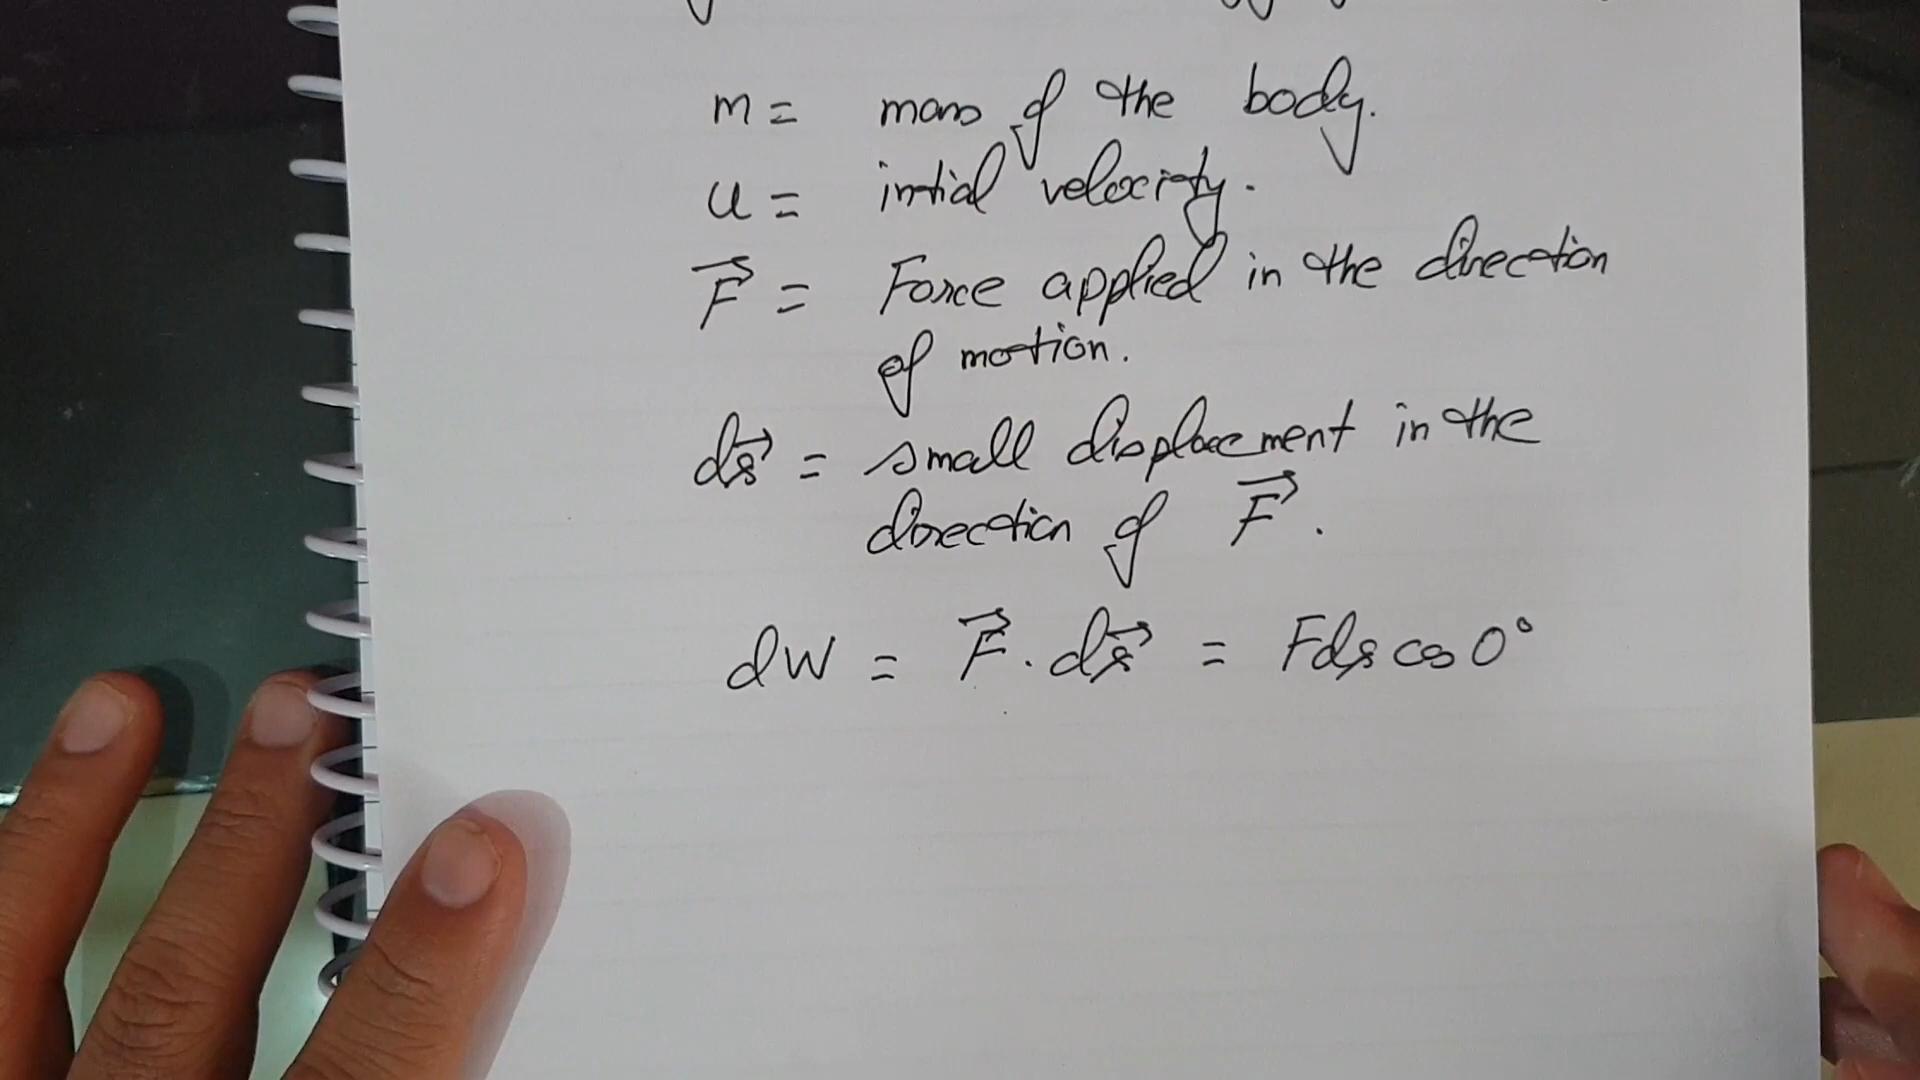 m = mass of the body.
u = initial velocity.
F⃗ = Force applied in the direction
of motion.
ds⃗ = small displacement in the
direction of F⃗.
dW = F⃗ . ds⃗ = Fds cos 0°